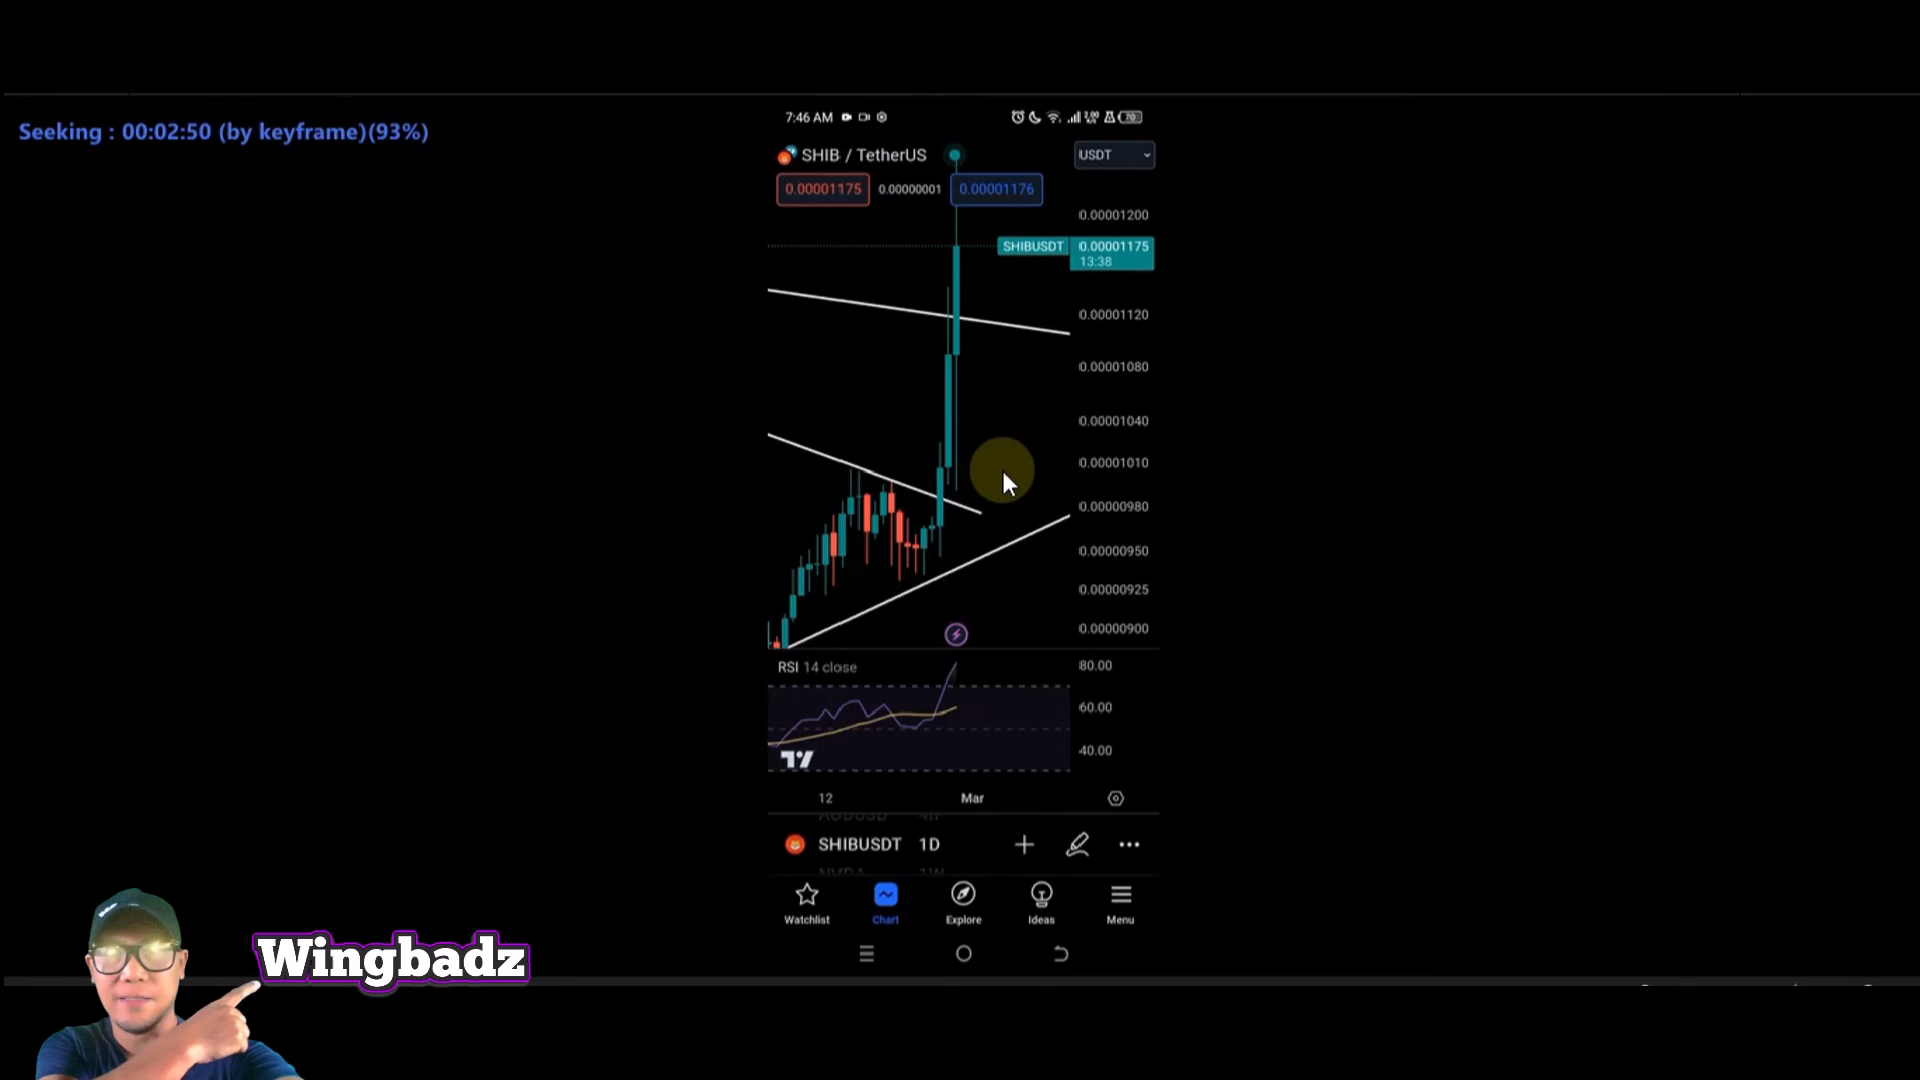 Seeking : 00:02:50 (by keyframe)(93%)
7:46 AM
70
SHIB / TetherUS
USDT
0.00001175
0.00000001
0.00001176
0.00001200
SHIBUSDT
0.00001175
13:38
0.00001120
0.00001080
0.00001040
0.00001010
0.00000980
0.00000950
0.00000925
0.00000900
RSI 14 close
80.00
60.00
40.00
12
Mar
SHIBUSDT 1D
Watchlist
Chart
Explore
Ideas
Menu
Wingbadz